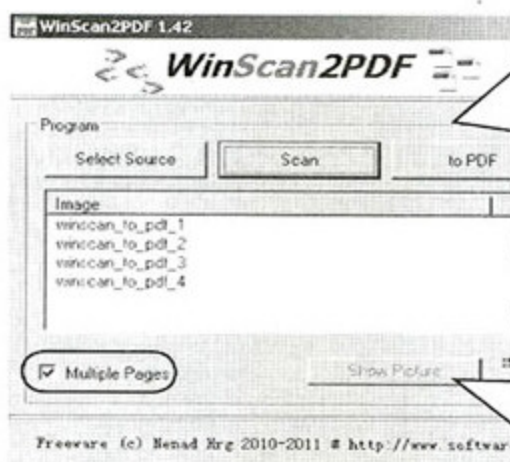 WinScan2PDF 1.42
WinScan2PDF
Program
Select Source
Scan
to PDF
Image
winscan_to_pdf_1
winscan_to_pdf_2
winscan_to_pdf_3
winscan_to_pdf_4
Multiple Pages
Show Picture
Freeware (c) Nenad Hrg 2010-2011 # http://www.softwar